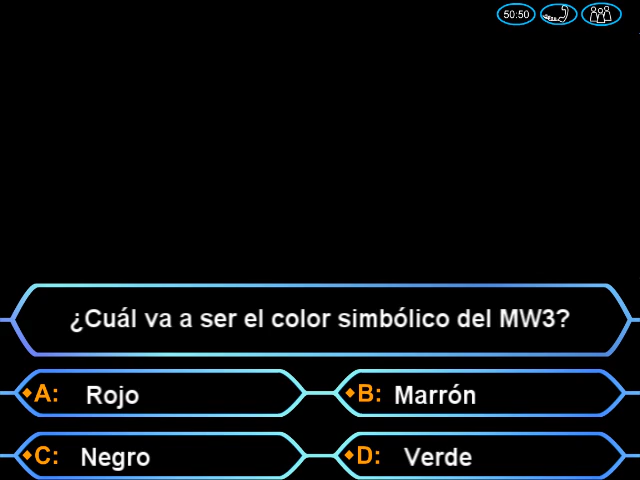 50:50
¿Cuál va a ser el color simbólico del MW3?
A: Rojo
B: Marrón
C: Negro
D: Verde